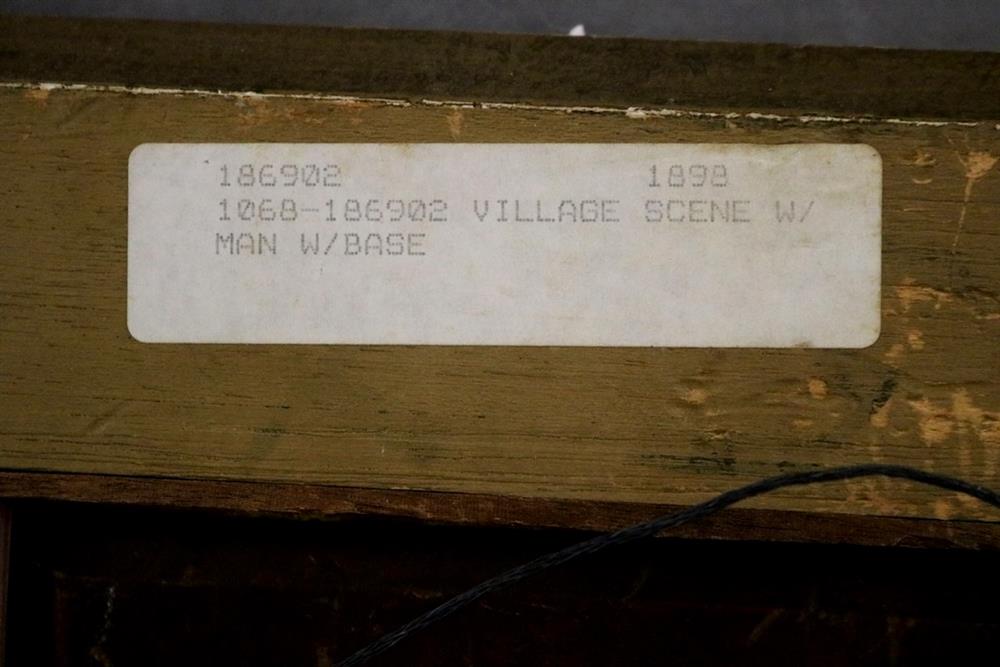 186902 1898
1068-186902 VILLAGE SCENE W/
MAN W/BASE